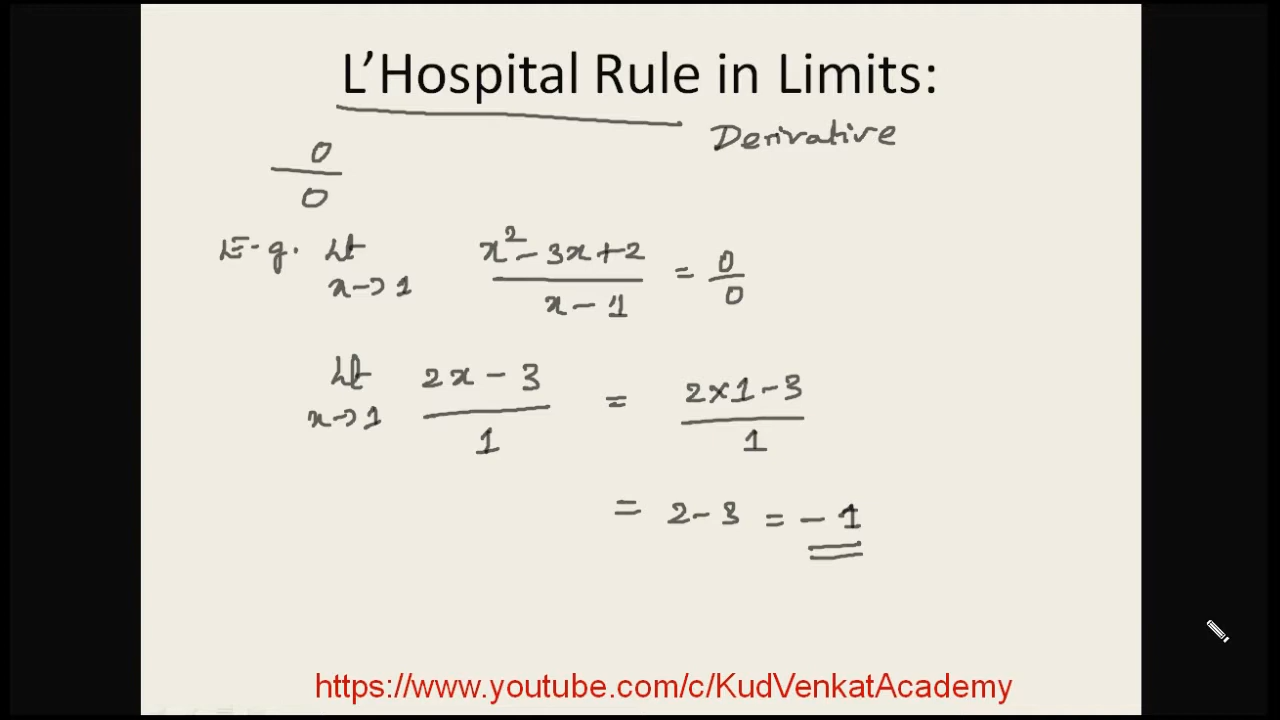 L'Hospital Rule in Limits:
Derivative
0
0
E-g. Lt x→1 x²-3x+2 / x-1 = 0/0
Lt x→1 2x-3 / 1 = 2×1-3 / 1
= 2-3 = -1
https://www.youtube.com/c/KudVenkatAcademy